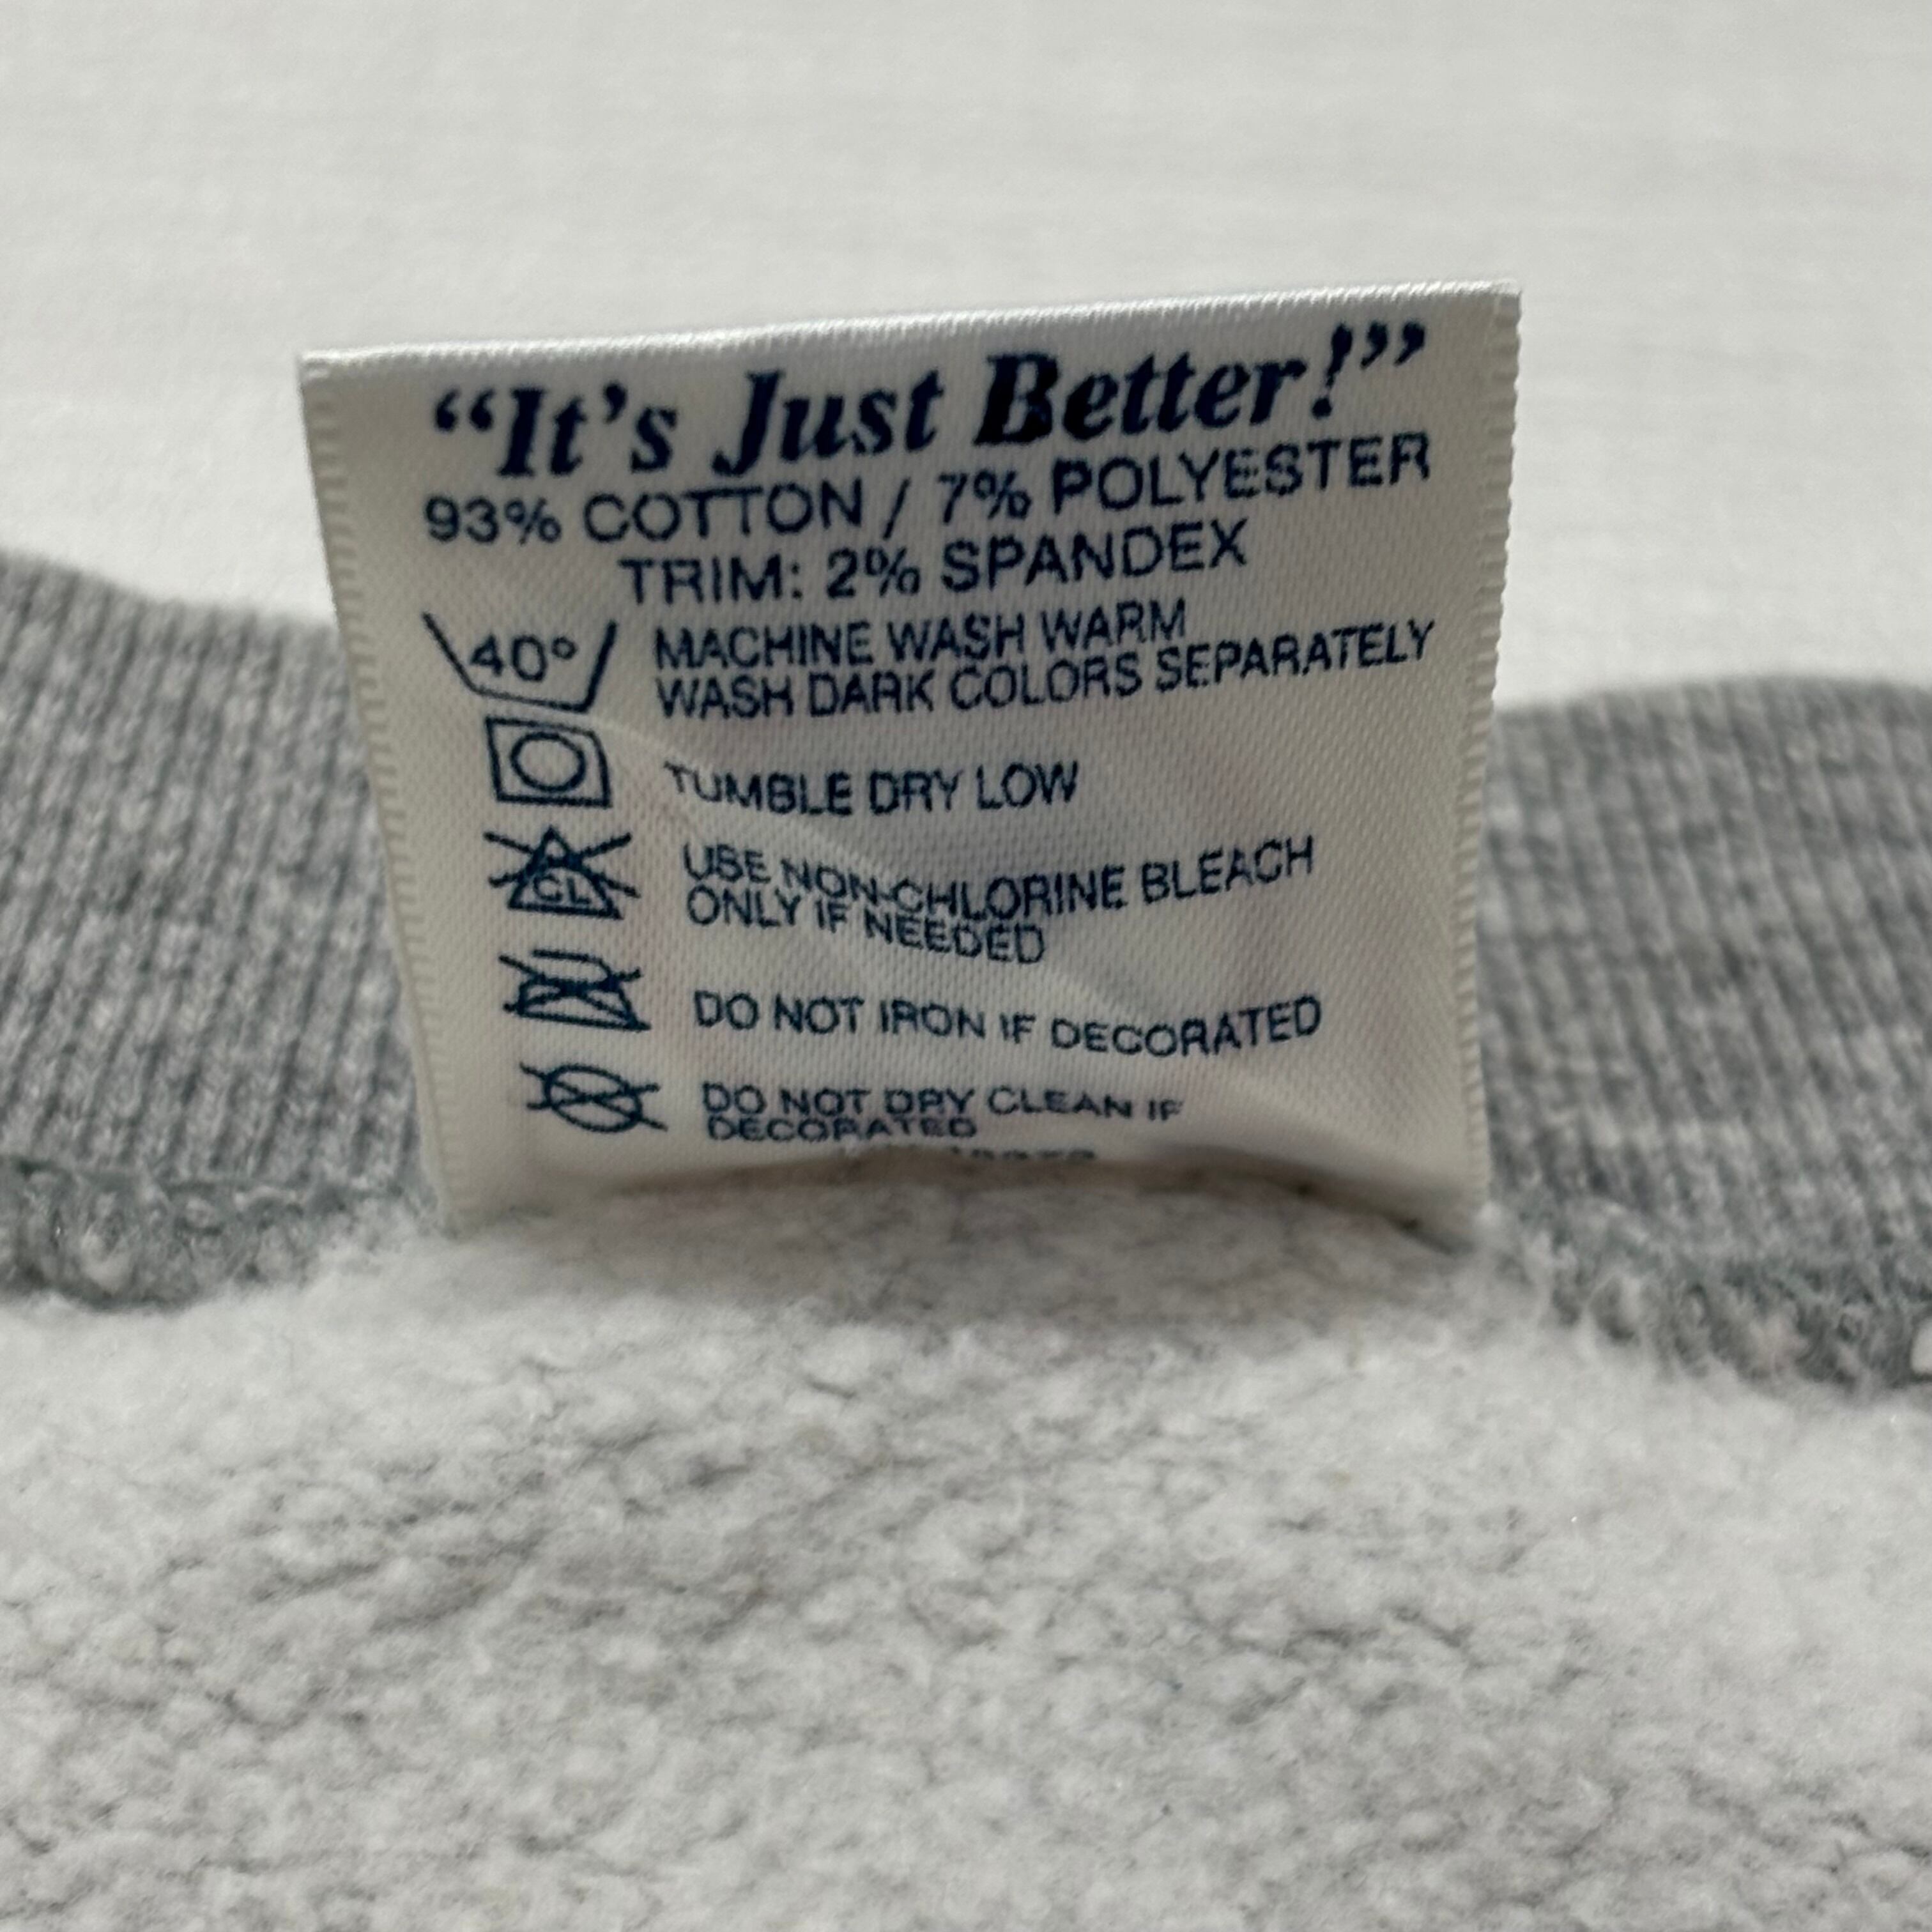 “It’s Just Better!”
93% COTTON / 7% POLYESTER
TRIM: 2% SPANDEX
40°
MACHINE WASH WARM
WASH DARK COLORS SEPARATELY
TUMBLE DRY LOW
CL
USE NON-CHLORINE BLEACH
ONLY IF NEEDED
DO NOT IRON IF DECORATED
DO NOT DRY CLEAN IF
DECORATED